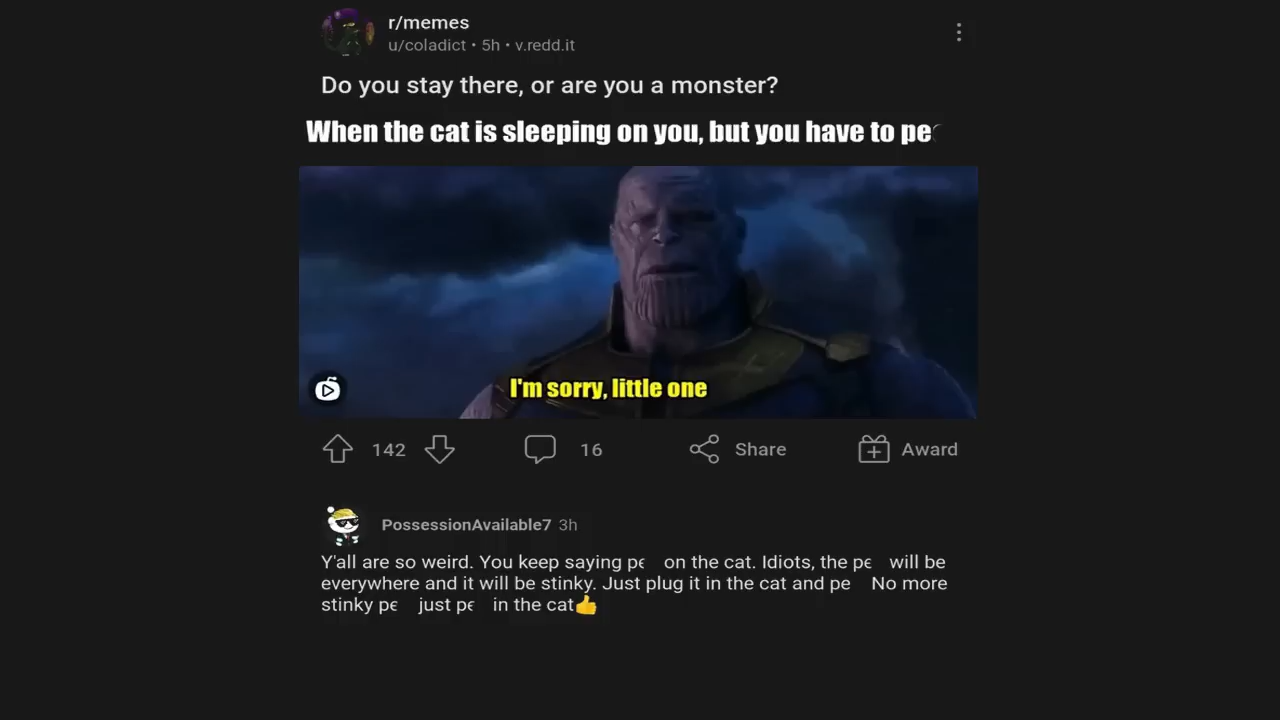 r/memes
u/coladict • 5h • v.redd.it
Do you stay there, or are you a monster?
When the cat is sleeping on you, but you have to pe
I'm sorry, little one
142 16 Share Award
PossessionAvailable7 3h
Y'all are so weird. You keep saying pe on the cat. Idiots, the pe will be
everywhere and it will be stinky. Just plug it in the cat and pe No more
stinky pe just pe in the cat👍